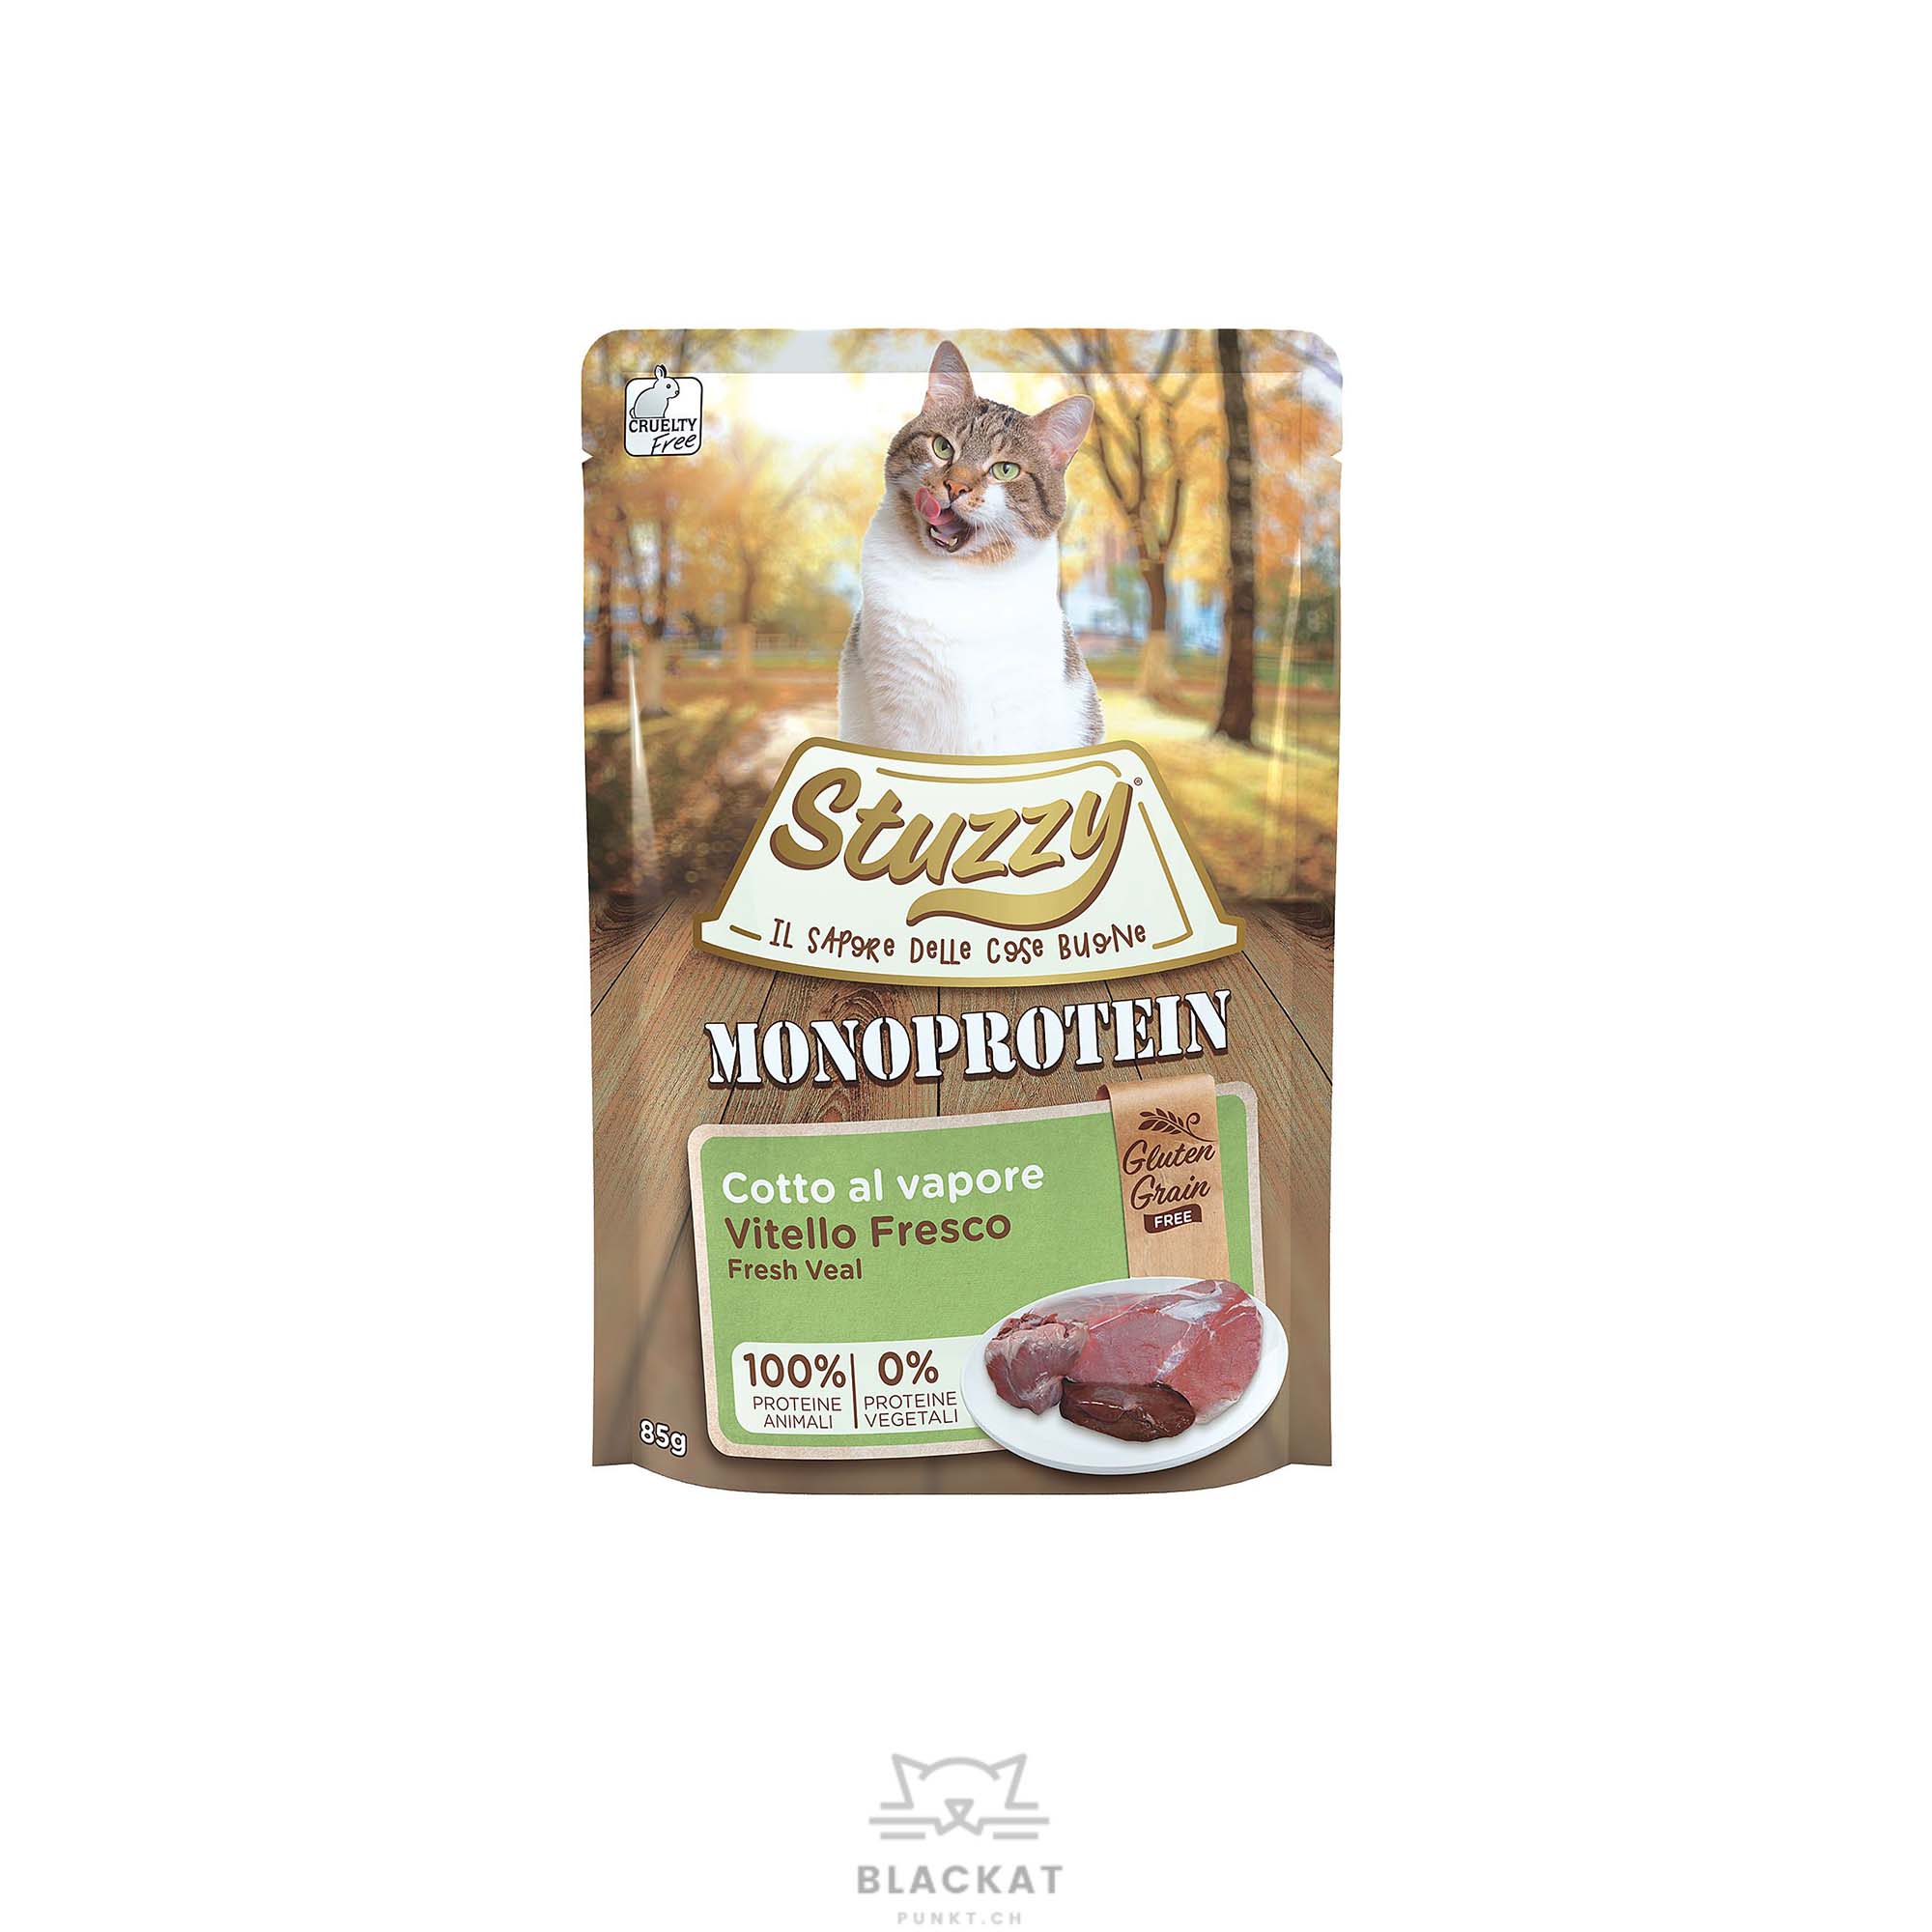 CRUELTY
Free
Stuzzy®
IL SAPORE DELLE COSE BUONE
MONOPROTEIN
Gluten
Grain
FREE
Cotto al vapore
Vitello Fresco
Fresh Veal
100% 0%
PROTEINE PROTEINE
ANIMALI VEGETALI
85g
BLACKAT
PUNKT.CH